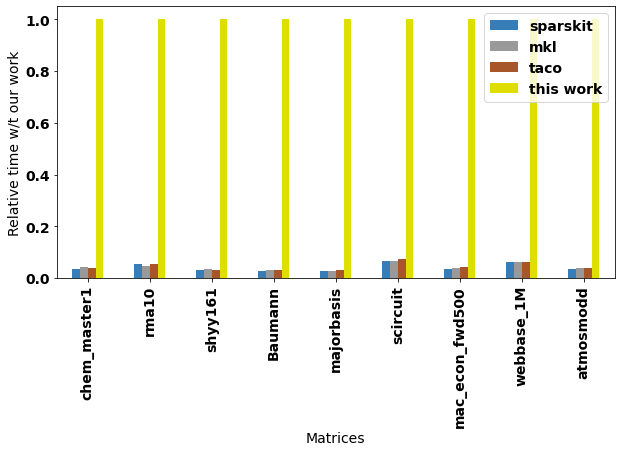 Relative time w/t our work
1.0
0.8
0.6
0.4
0.2
0.0
sparskit
mkl
taco
this work
chem_master1
rma10
shyy161
Baumann
majorbasis
scircuit
mac_econ_fwd500
webbase_1M
atmosmodd
Matrices